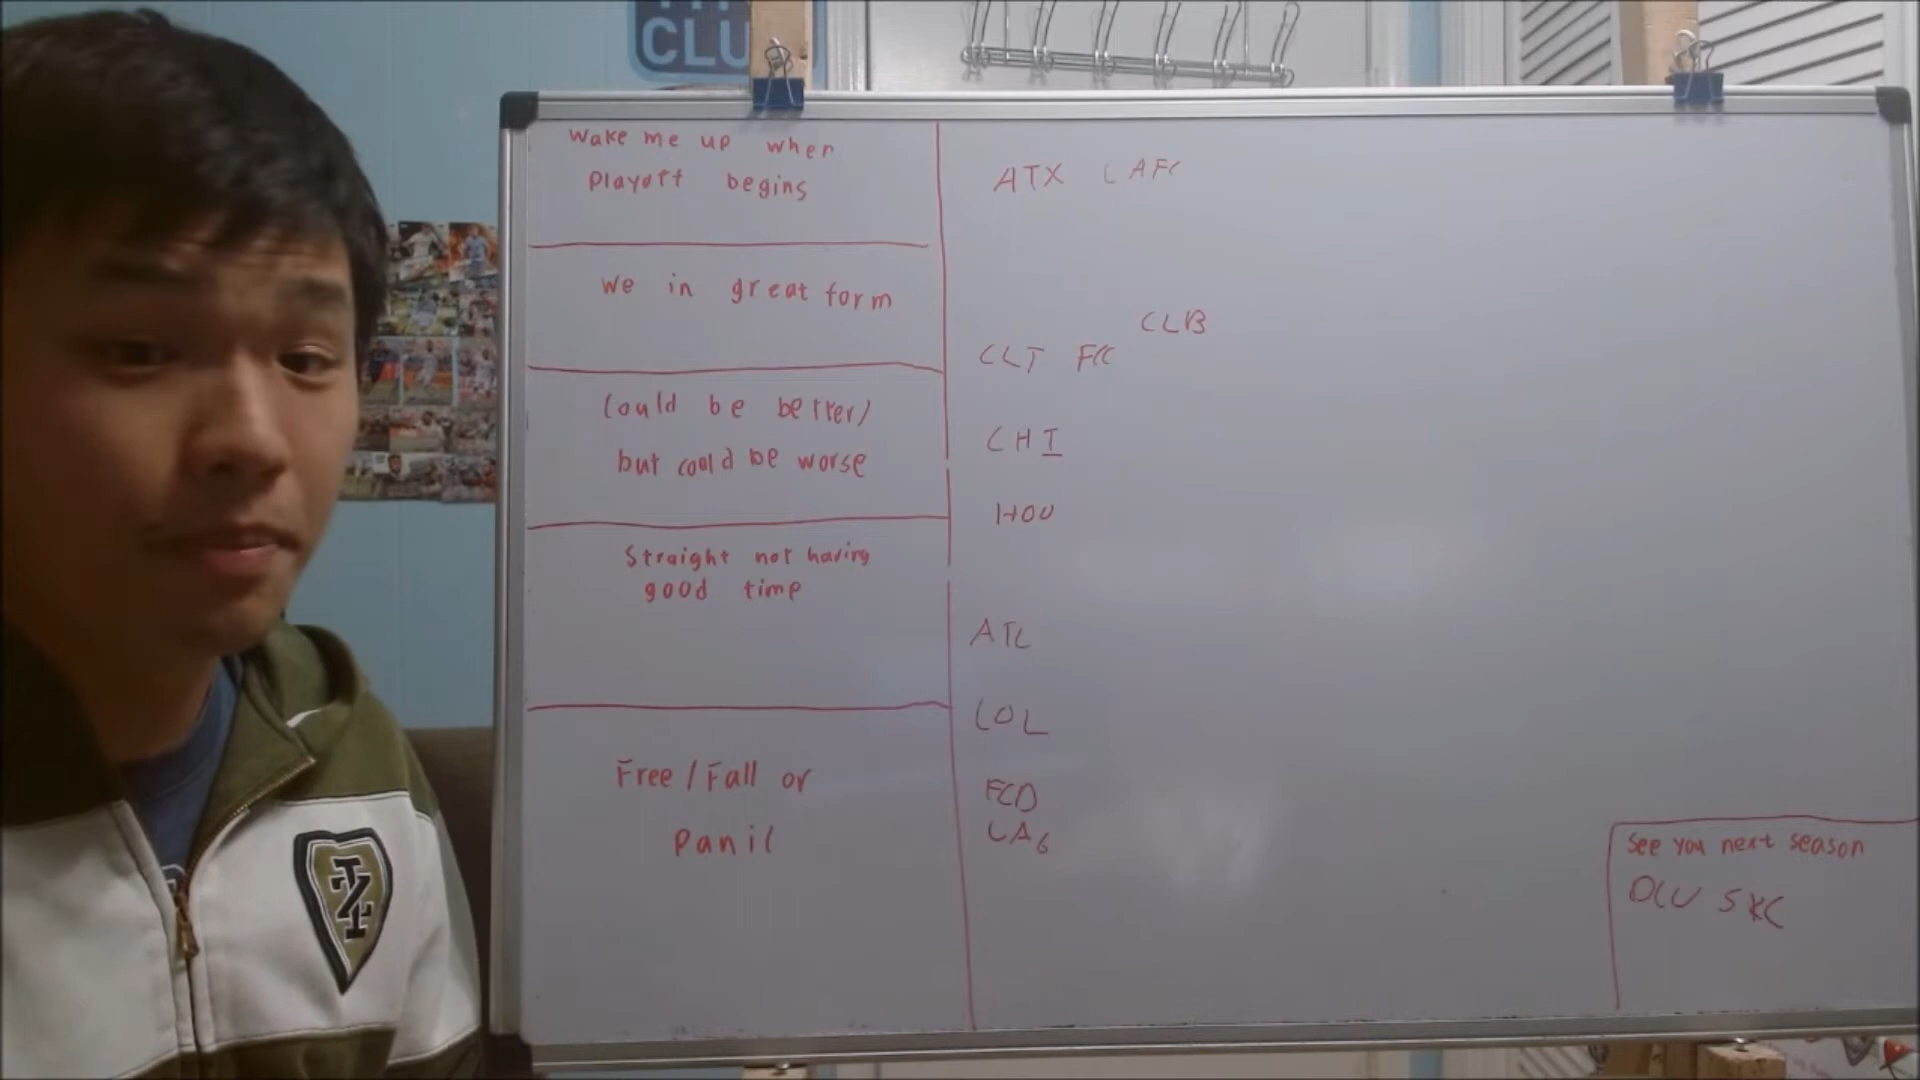 CLU
wake me up when
Playoff begins
ATX LAFC
we in great form
CLB
CLT FCC
Could be better/
but could be worse
CHI
HOU
Straight not having
good time
ATL
COL
Free/Fall or
Panic
FCD
LAG
See you next season
DCU SKC